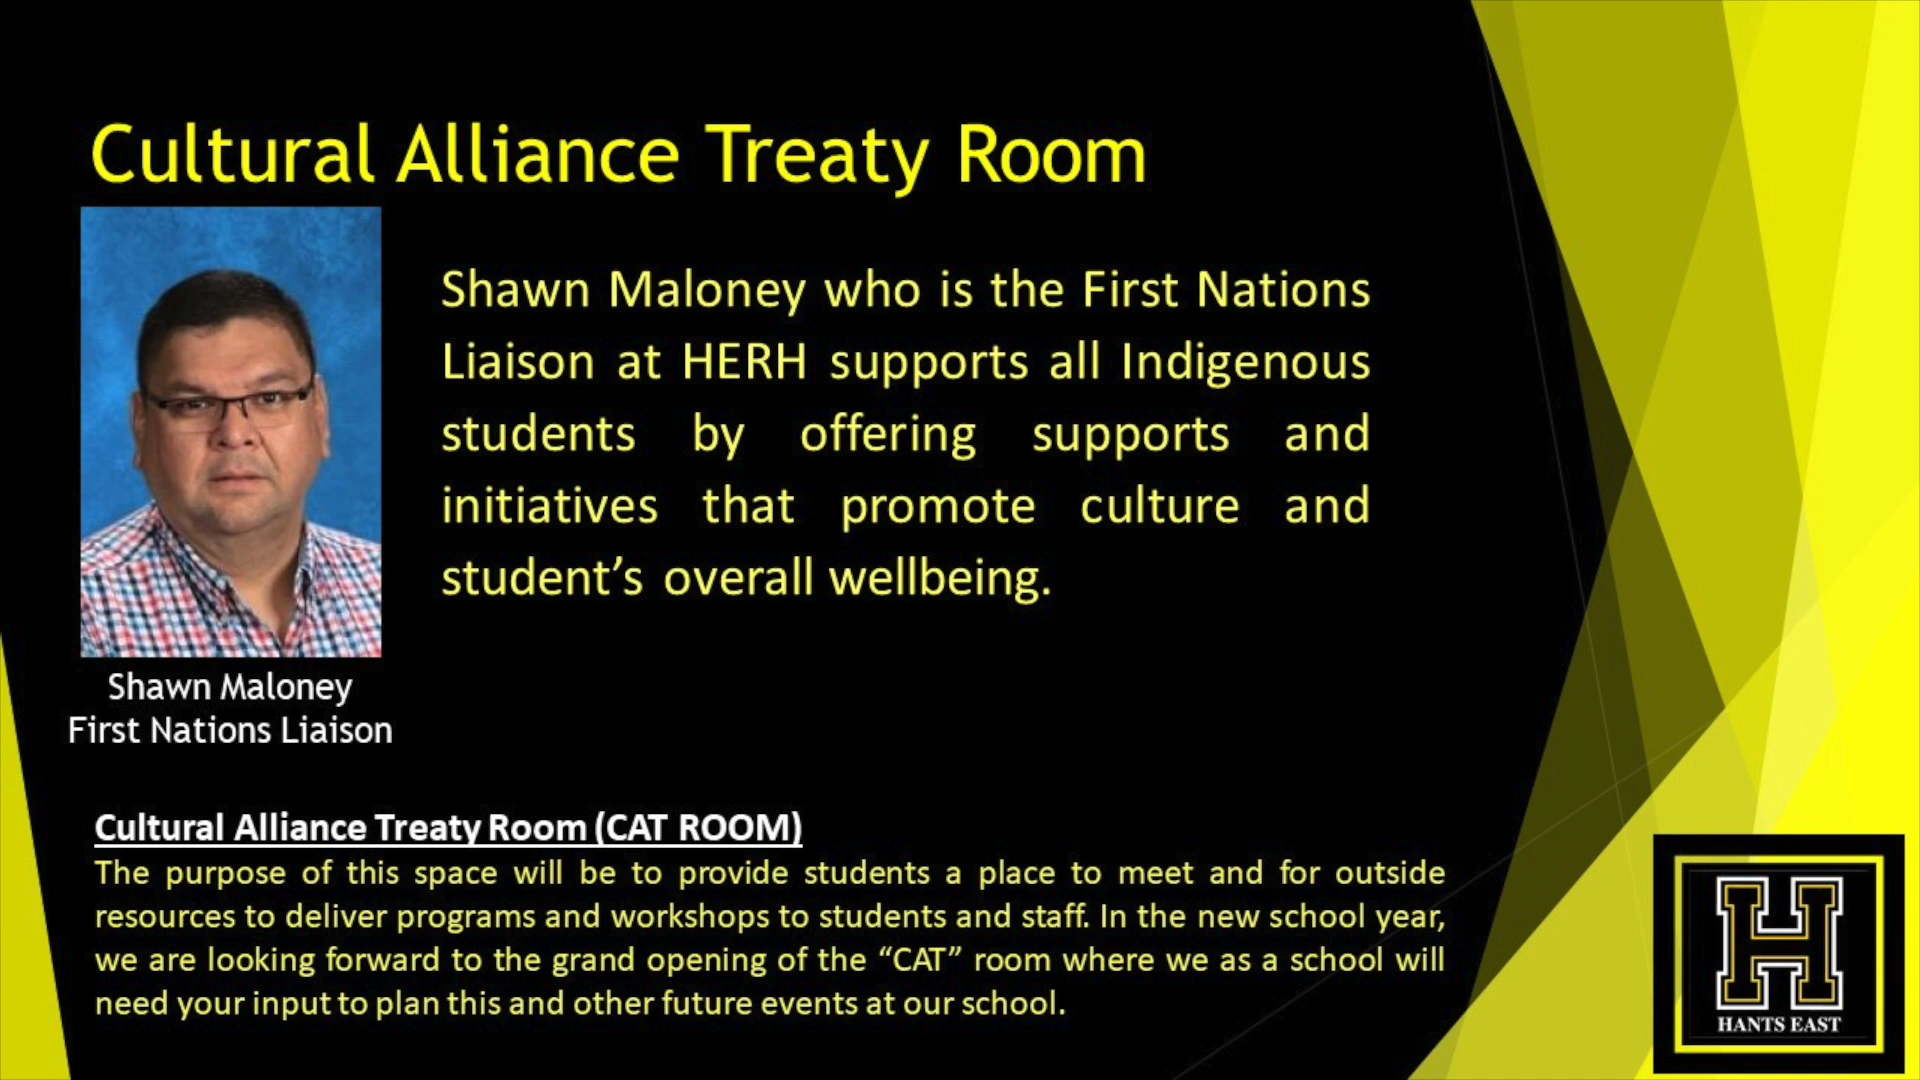 Cultural Alliance Treaty Room
Shawn Maloney who is the First Nations
Liaison at HERH supports all Indigenous
students by offering supports and
initiatives that promote culture and
student’s overall wellbeing.
Shawn Maloney
First Nations Liaison
Cultural Alliance Treaty Room (CAT ROOM)
The purpose of this space will be to provide students a place to meet and for outside
resources to deliver programs and workshops to students and staff. In the new school year,
we are looking forward to the grand opening of the “CAT” room where we as a school will
need your input to plan this and other future events at our school.
H
HANTS EAST